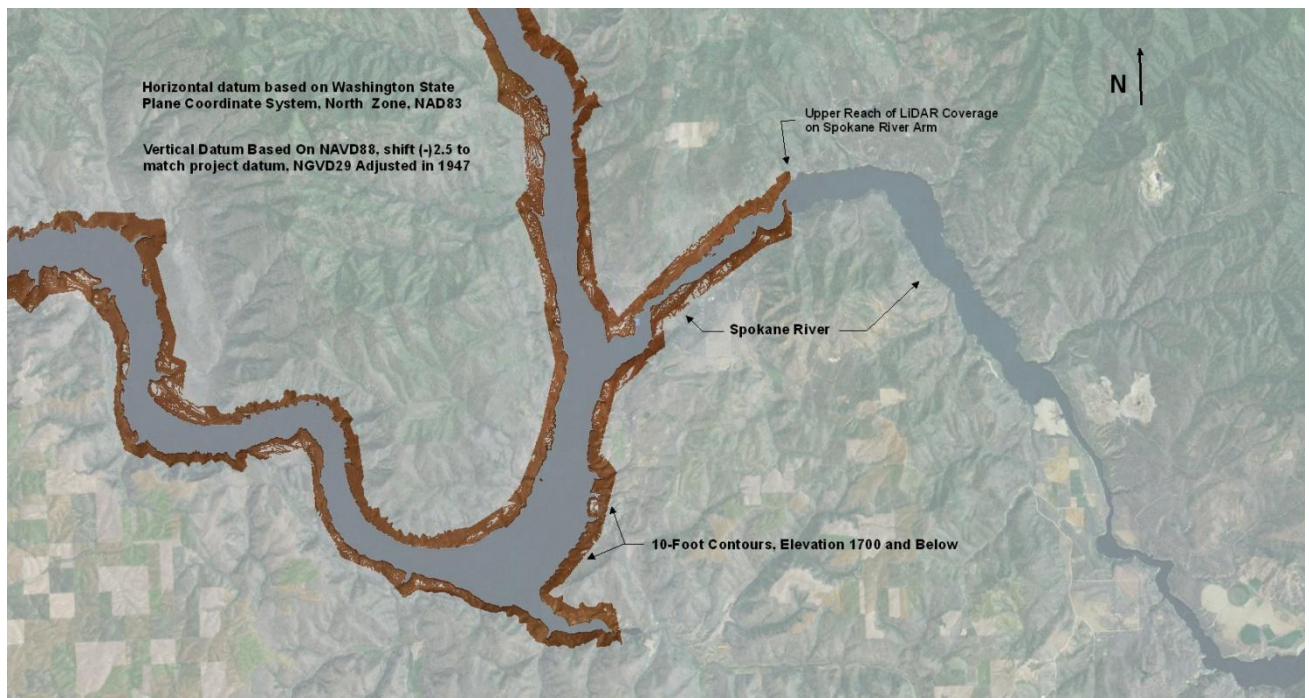 Horizontal datum based on Washington State
Plane Coordinate System, North Zone, NAD83
Vertical Datum Based On NAVD88, shift (-)2.5 to
match project datum, NGVD29 Adjusted in 1947
N
Upper Reach of LiDAR Coverage
on Spokane River Arm
Spokane River
10-Foot Contours, Elevation 1700 and Below